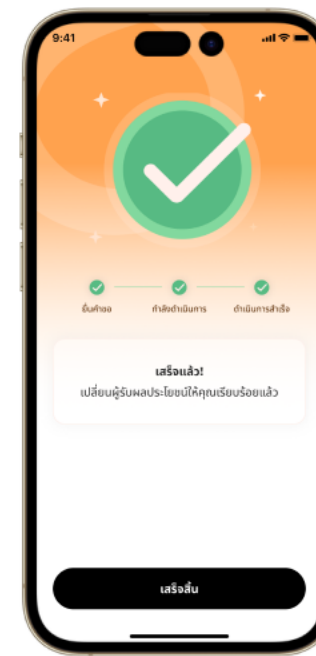 9:41
ยื่นคำขอ
กำลังดำเนินการ
ดำเนินการสำเร็จ
เสร็จแล้ว!
เปลี่ยนผู้รับผลประโยชน์ให้คุณเรียบร้อยแล้ว
เสร็จสิ้น